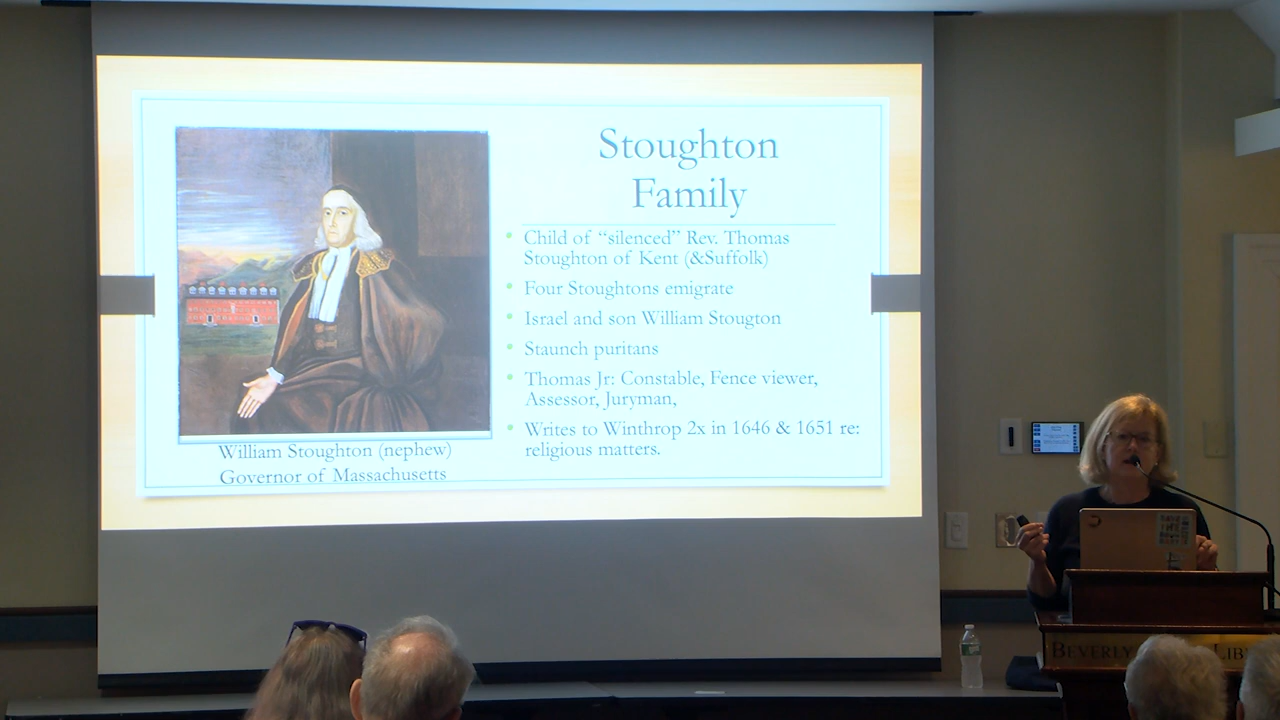 Stoughton
Family
Child of “silenced” Rev. Thomas
Stoughton of Kent (&Suffolk)
Four Stoughtons emigrate
Israel and son William Stougton
Staunch puritans
Thomas Jr: Constable, Fence viewer,
Assessor, Juryman,
Writes to Winthrop 2x in 1646 & 1651 re:
religious matters.
William Stoughton (nephew)
Governor of Massachusetts
BEVERLY